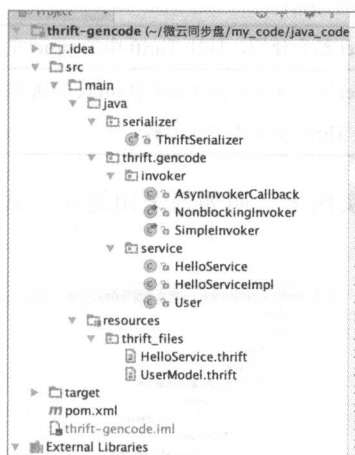 Project
thrift-gencode (~/微云同步盘/my_code/java_code
.idea
src
main
java
serializer
ThriftSerializer
thrift.gencode
invoker
AsynInvokerCallback
NonblockingInvoker
SimpleInvoker
service
HelloService
HelloServiceImpl
User
resources
thrift_files
HelloService.thrift
UserModel.thrift
target
pom.xml
thrift-gencode.iml
External Libraries